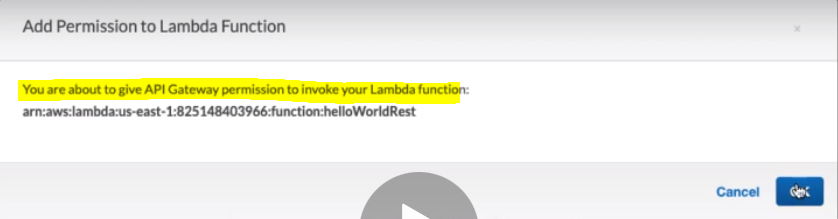 Add Permission to Lambda Function
×
You are about to give API Gateway permission to invoke your Lambda function:
arn:aws:lambda:us-east-1:825148403966:function:helloWorldRest
Cancel